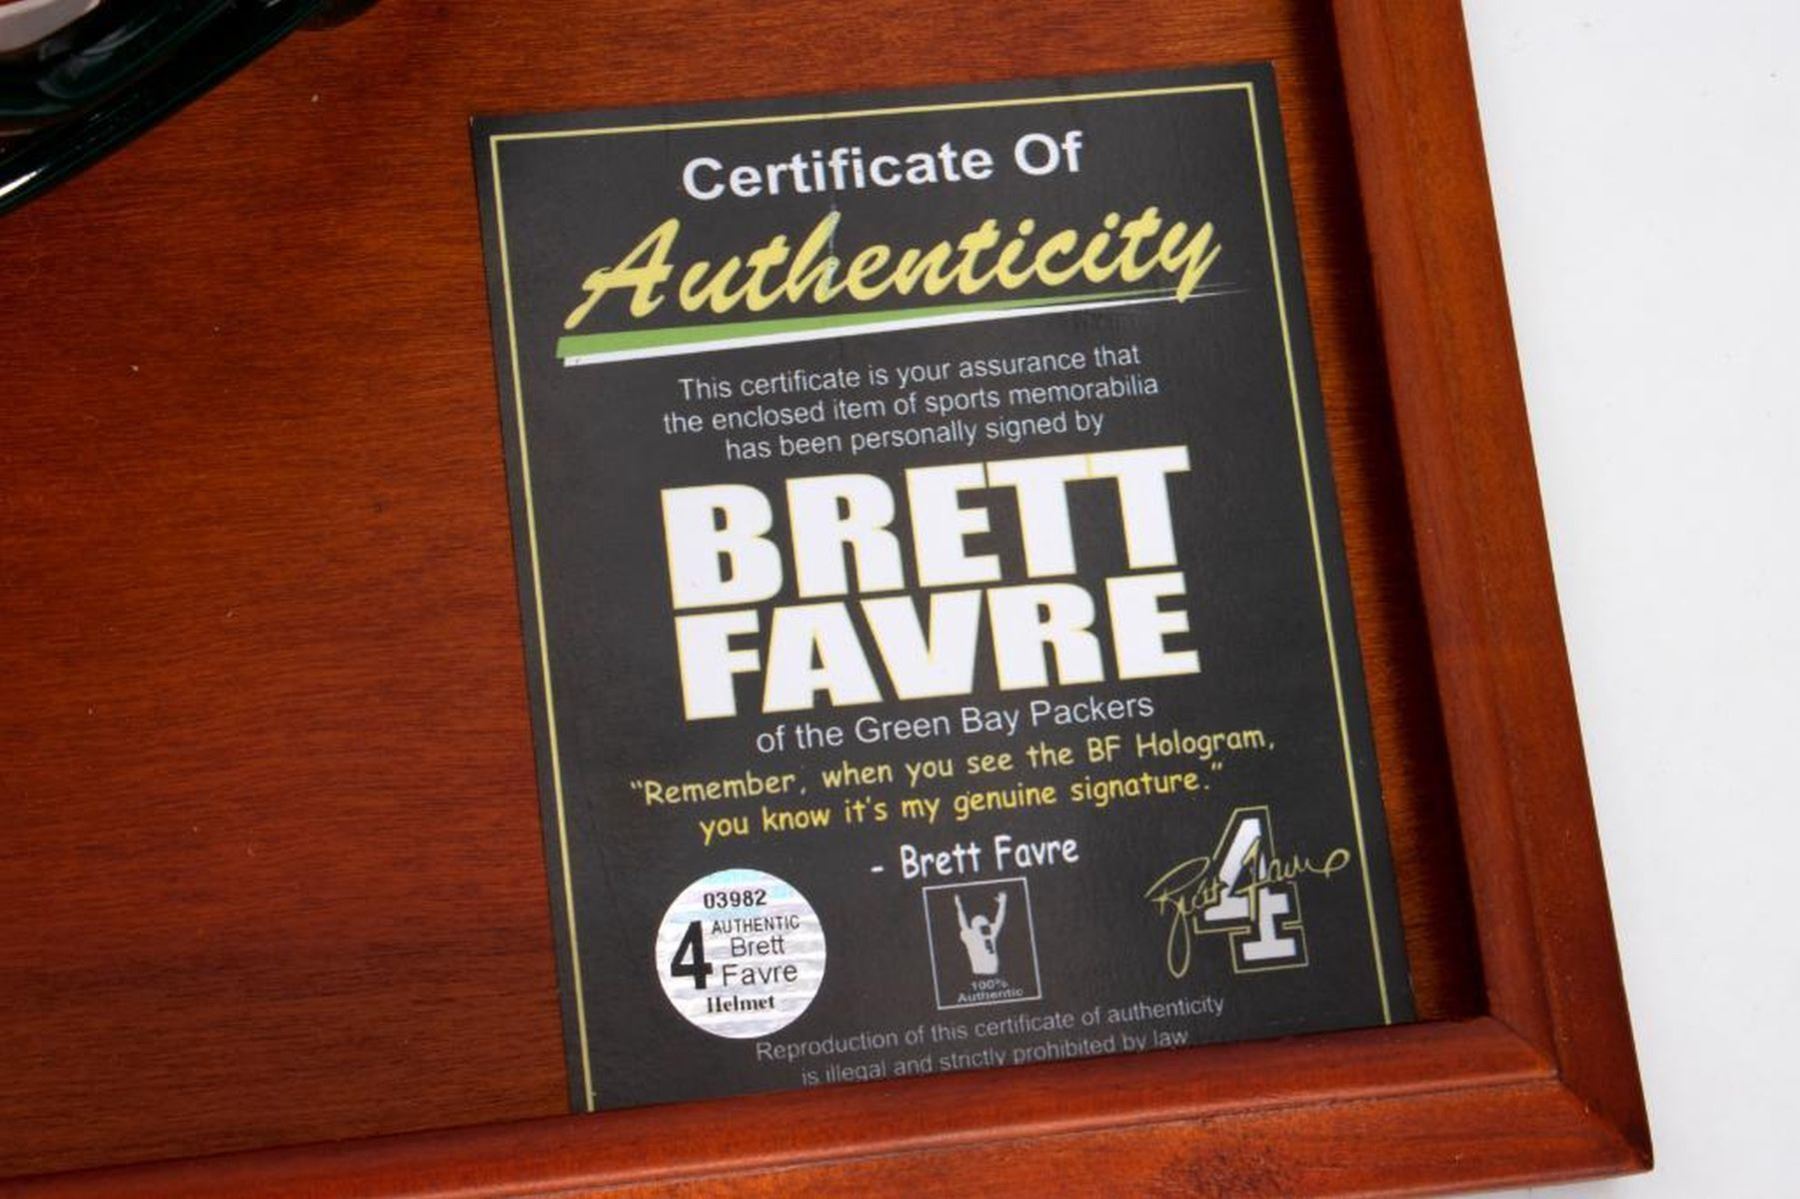 Certificate Of
Authenticity
This certificate is your assurance that
the enclosed item of sports memorabilia
has been personally signed by
BRETT
FAVRE
of the Green Bay Packers
"Remember, when you see the BF Hologram,
you know it's my genuine signature."
- Brett Favre
03982
4 AUTHENTIC
Brett
Favre
Helmet
100%
Authentic
Brett Favre
4
Reproduction of this certificate of authenticity
is illegal and strictly prohibited by law